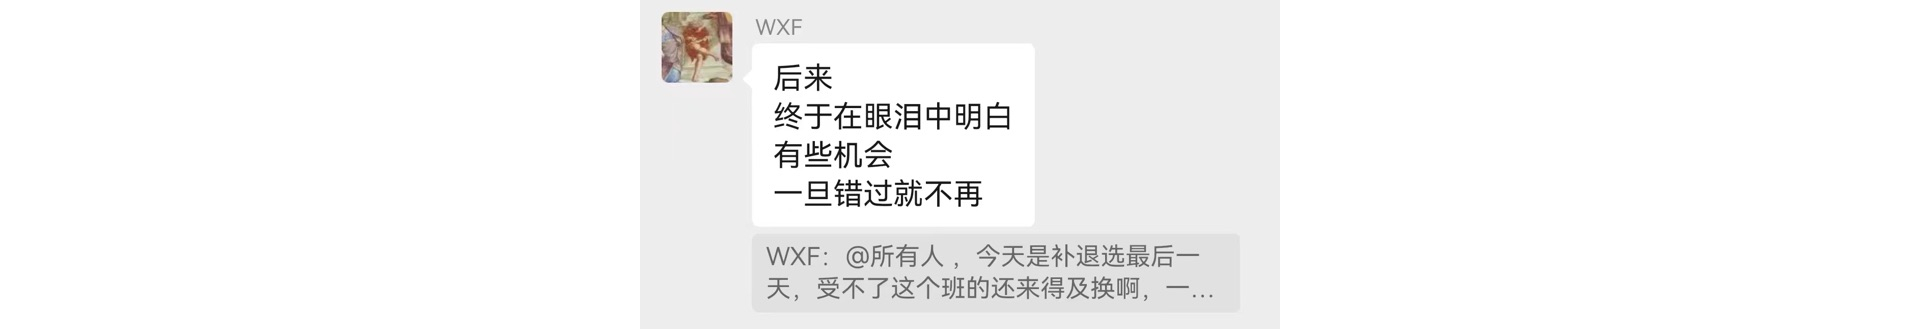 WXF
后来
终于在眼泪中明白
有些机会
一旦错过就不再
WXF：@所有人 ，今天是补退选最后一
天，受不了这个班的还来得及换啊，一...